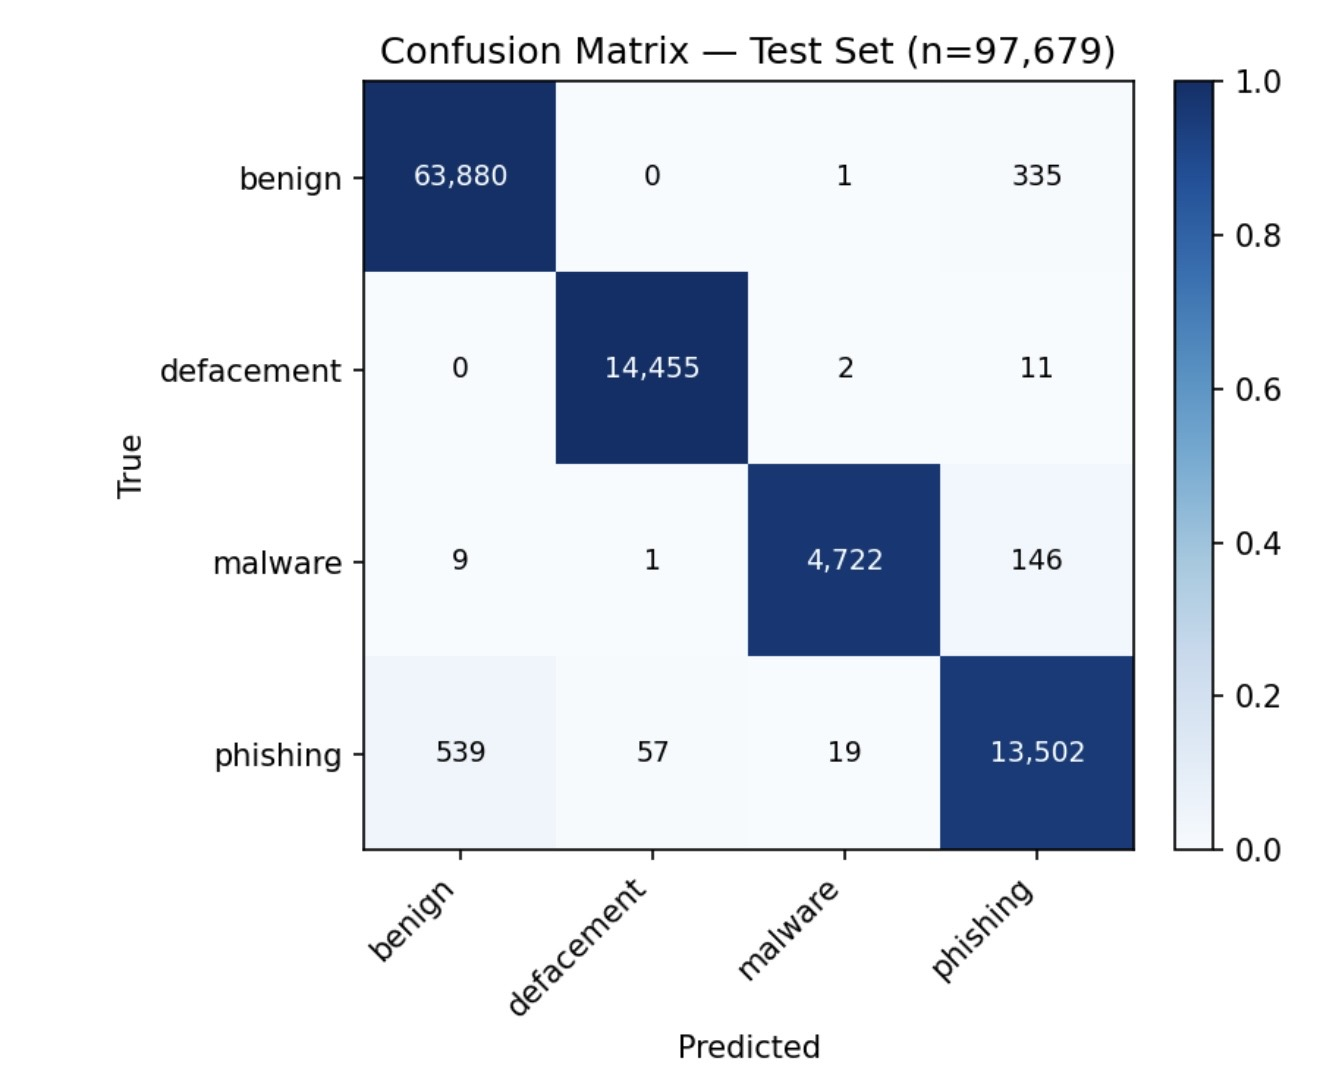 Confusion Matrix — Test Set (n=97,679)
benign 63,880 0 1 335
defacement 0 14,455 2 11
malware 9 1 4,722 146
phishing 539 57 19 13,502
True
benign defacement malware phishing
Predicted
1.0
0.8
0.6
0.4
0.2
0.0